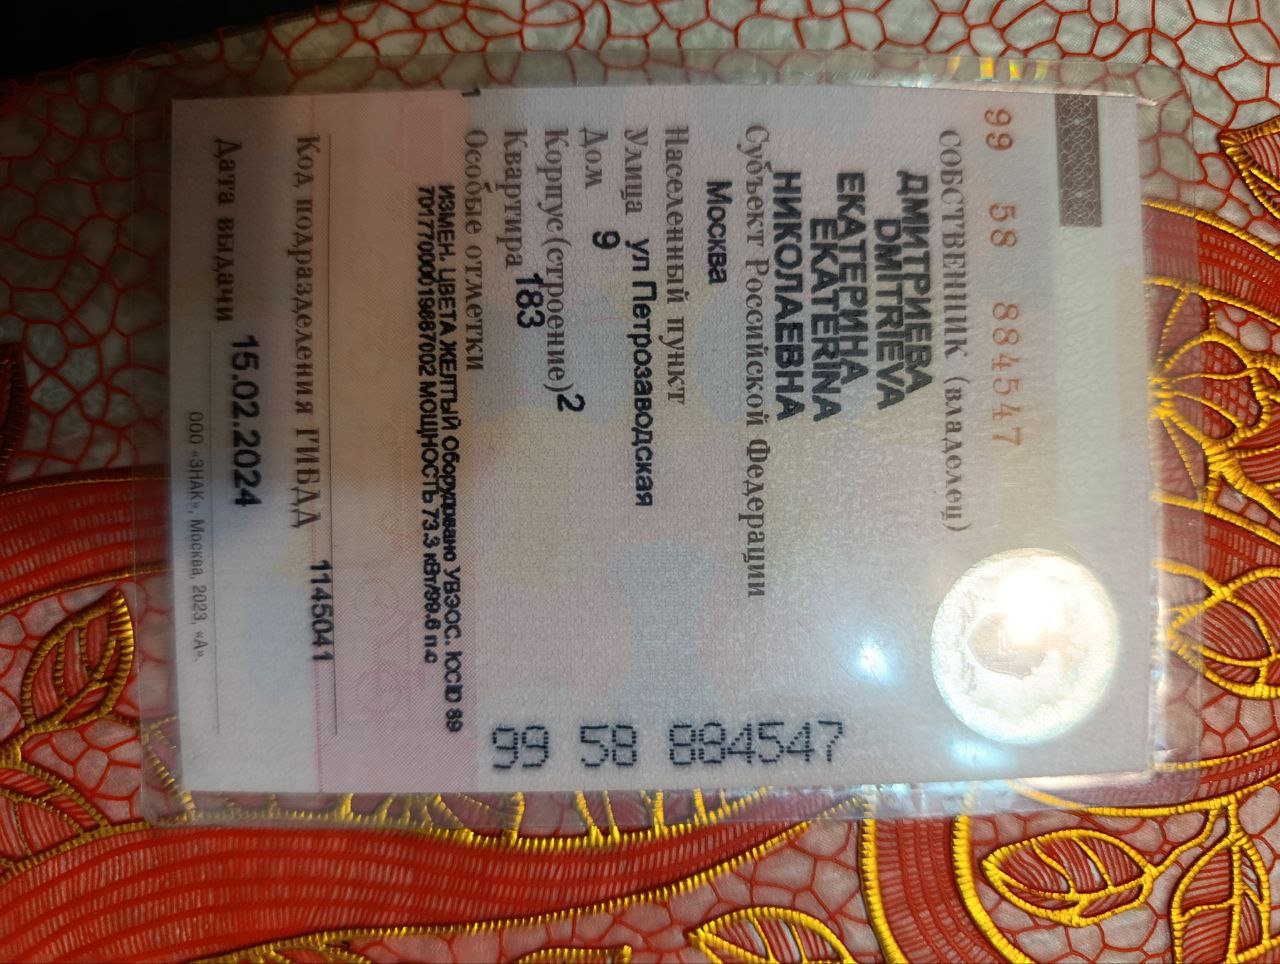 99 58 884547
СОБСТВЕННИК (владелец)
ДМИТРИЕВА
DMITRIEVA
ЕКАТЕРИНА
EKATERINA
НИКОЛАЕВНА
Субъект Российской Федерации
Москва
Населенный пункт
Улица ул Петрозаводская
Дом 9
Корпус(строение) 2
Квартира 183
Особые отметки
ИЗМЕН. ЦВЕТА ЖЕЛТЫЙ Оборудовано УВЭОС. ICCID 89
70177000019887002 МОЩНОСТЬ 73.3 кВт/99.6 л.с
Код подразделения ГИБДД 1145041
Дата выдачи 15.02.2024
ООО «ЗНАК», Москва, 2023, «А».
99 58 884547